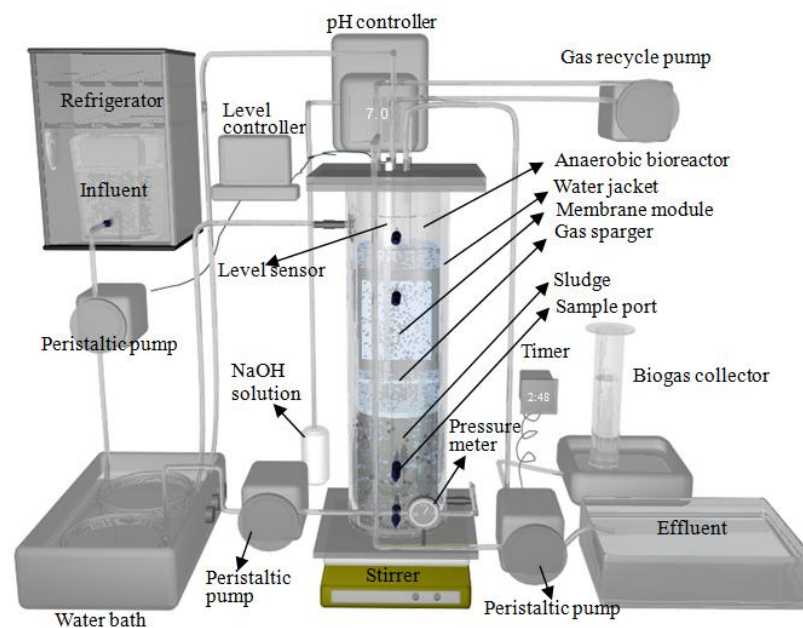 pH controller
Gas recycle pump
Refrigerator
Level
controller
7.0
Influent
Anaerobic bioreactor
Water jacket
Membrane module
Gas sparger
Level sensor
Sludge
Sample port
Peristaltic pump
Timer
NaOH
solution
Biogas collector
2:48
Pressure
meter
Effluent
Peristaltic
pump
Stirrer
Peristaltic pump
Water bath